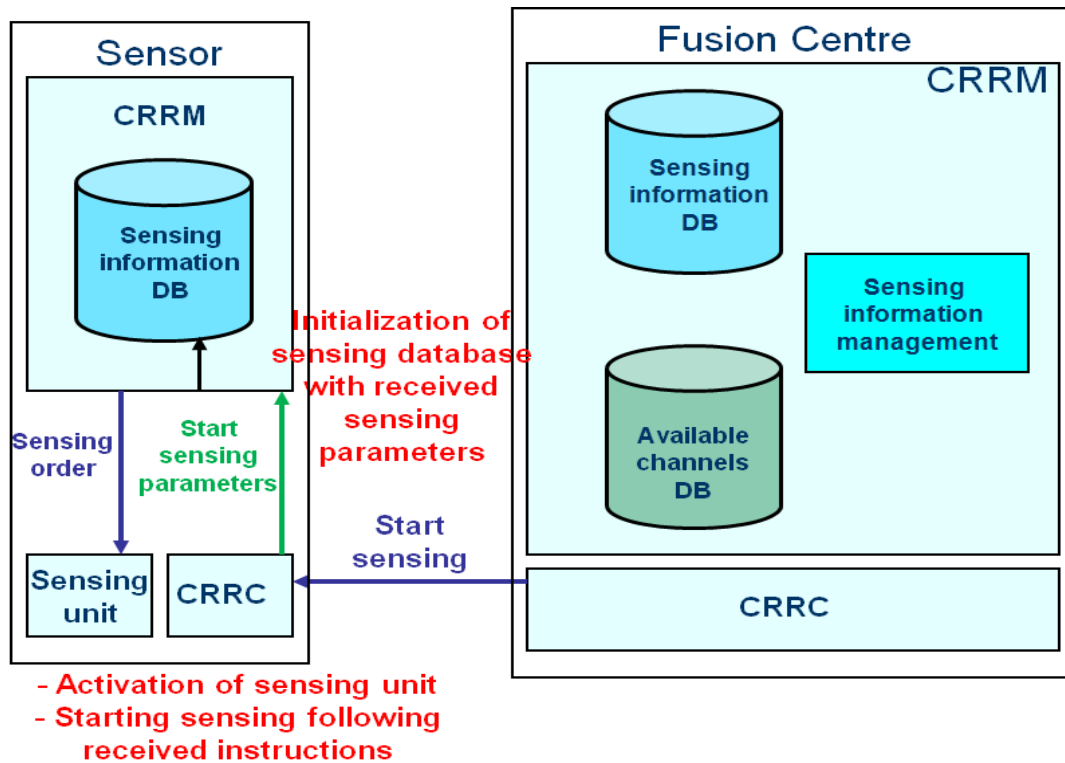 Sensor
CRRM
Sensing
information
DB
Sensing
order
Start
sensing
parameters
Sensing
unit
CRRC
Initialization of
sensing database
with received
sensing
parameters
Start
sensing
- Activation of sensing unit
- Starting sensing following
received instructions
Fusion Centre
CRRM
Sensing
information
DB
Sensing
information
management
Available
channels
DB
CRRC